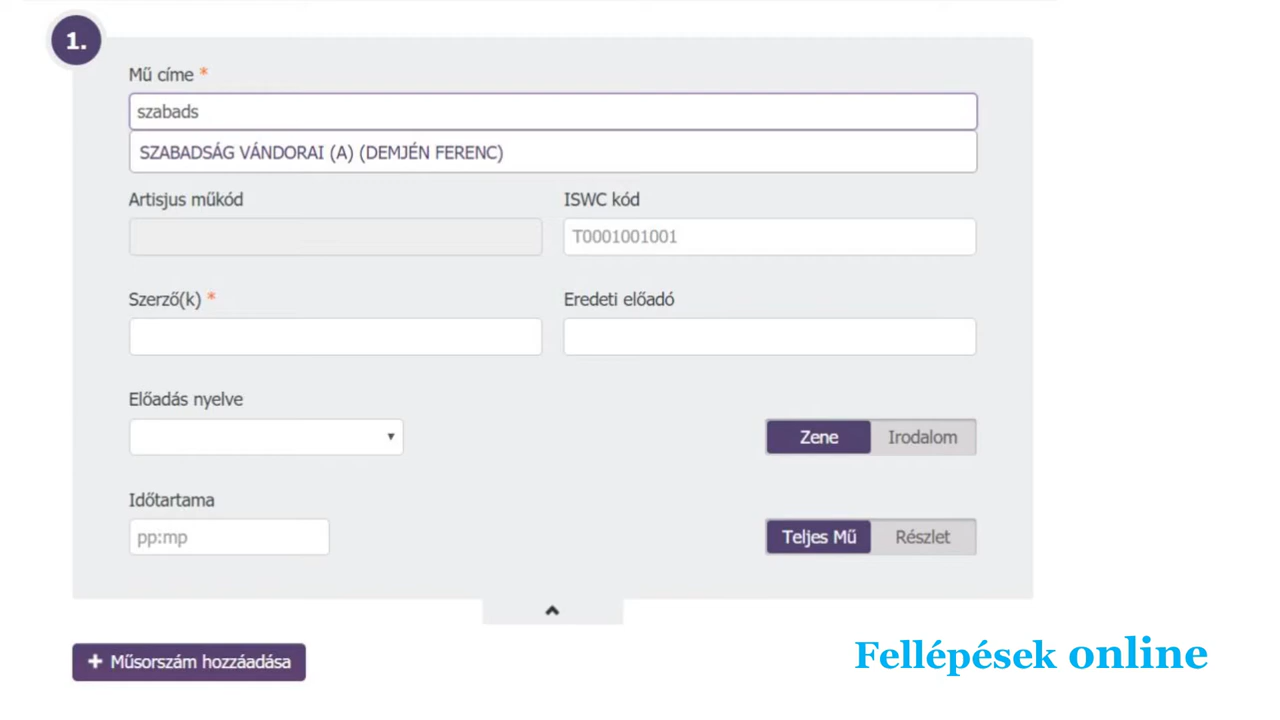 1.
Mű címe *
szabads
SZABADSÁG VÁNDORAI (A) (DEMJÉN FERENC)
Artisjus műkód
ISWC kód
T0001001001
Szerző(k) *
Eredeti előadó
Előadás nyelve
Zene
Irodalom
Időtartama
pp:mp
Teljes Mű
Részlet
+ Műsorszám hozzáadása
Fellépések online